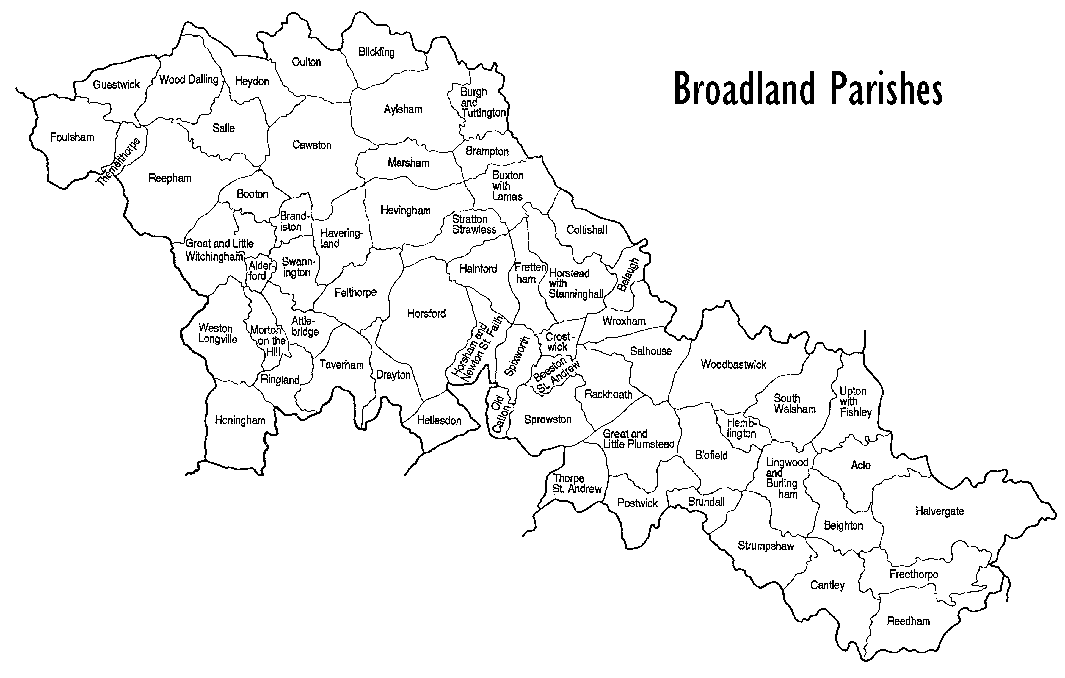 Broadland Parishes
Oulton
Blickling
Guestwick
Wood Dalling
Heydon
Burgh
and
Tuttington
Aylsham
Foulsham
Salle
Cawston
Themelthorpe
Marsham
Brampton
Reepham
Buxton
with
Lamas
Booton
Hevingham
Brand-
iston
Stratton
Strawless
Havering-
land
Coltishall
Great and Little
Witchingham
Alder-
ford
Swann-
ington
Hainford
Fretten
ham
Horstead
with
Stanninghall
Belaugh
Felthorpe
Horsford
Weston
Longville
Morton
on the
Hill
Attle-
bridge
Horsham and
Newton St. Faith
Spixworth
Crost-
wick
Wroxham
Salhouse
Taverham
Drayton
Ringland
Beeston
St. Andrew
Woodbastwick
Rackheath
Old
Catton
South
Walsham
Upton
with
Fishley
Honingham
Hellesdon
Sprowston
Hemb-
lington
Great and
Little Plumstead
Blofield
Lingwood
and
Burling
ham
Acle
Thorpe
St. Andrew
Postwick
Brundall
Beighton
Halvergate
Strumpshaw
Cantley
Freethorpe
Reedham